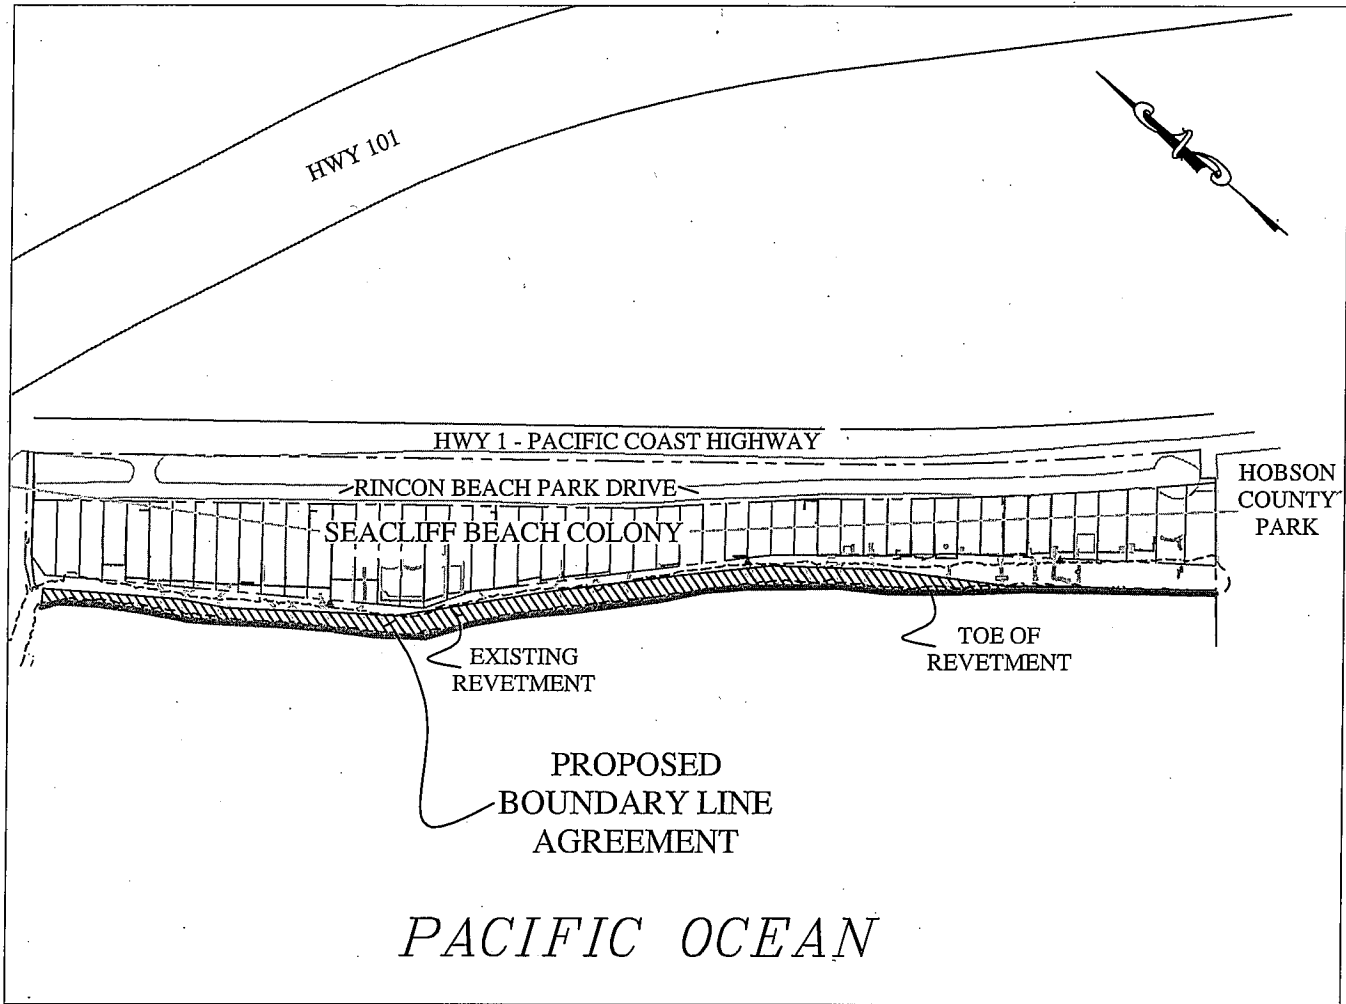 HWY 101
HWY 1 - PACIFIC COAST HIGHWAY
RINCON BEACH PARK DRIVE
SEACLIFF BEACH COLONY
HOBSON
COUNTY
PARK
EXISTING
REVETMENT
TOE OF
REVETMENT
PROPOSED
BOUNDARY LINE
AGREEMENT
PACIFIC OCEAN